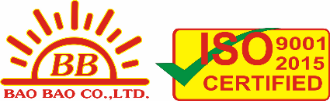 BB
BAO BAO CO.,LTD.
ISO 9001
2015
CERTIFIED